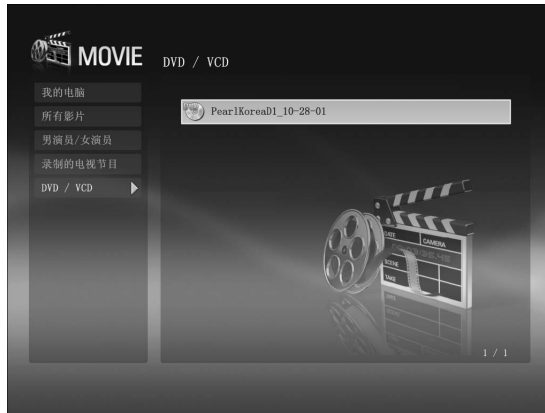 MOVIE
DVD / VCD
我的电脑
所有影片
男演员/女演员
录制的电视节目
DVD / VCD
PearlKoreaD1_10-28-01
DATE
CAMERA
SCENE
TAKE
1 / 1